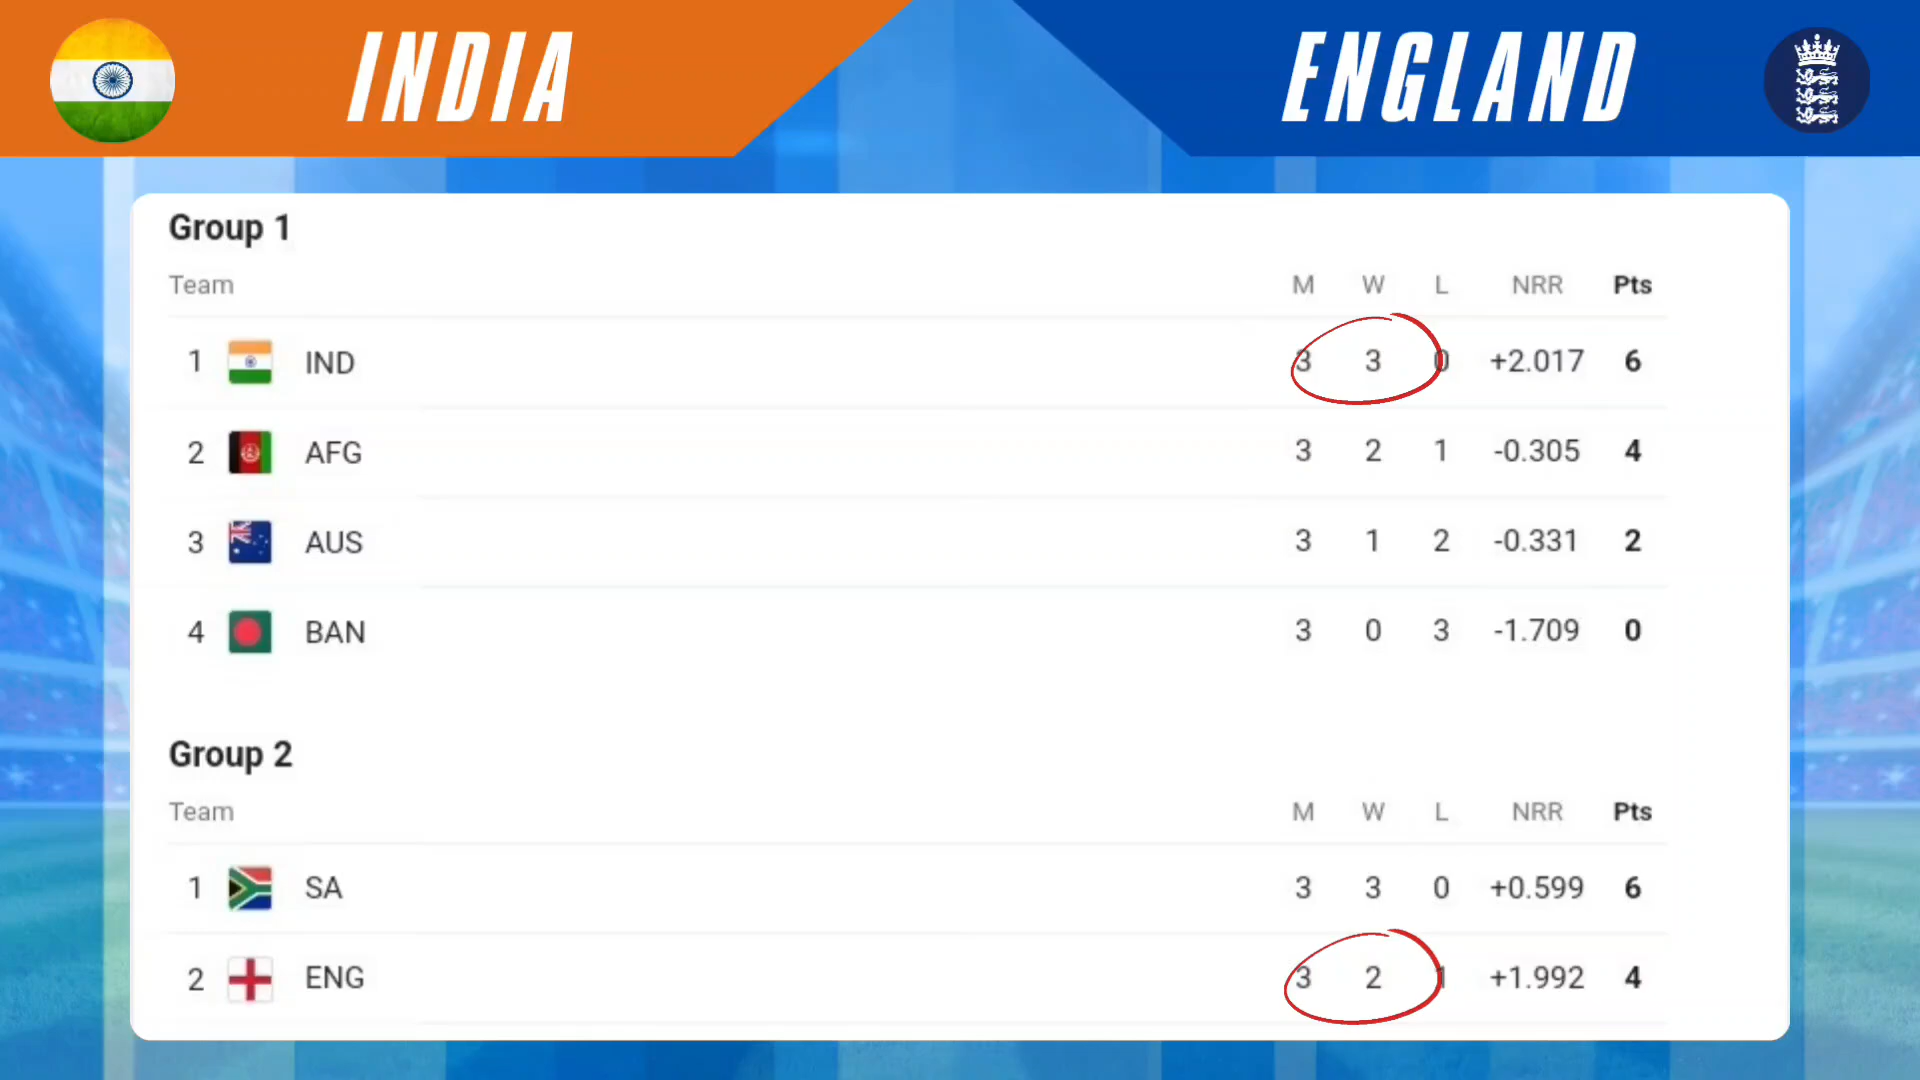 INDIA ENGLAND
Group 1
Team M W L NRR Pts
1 IND 3 3 0 +2.017 6
2 AFG 3 2 1 -0.305 4
3 AUS 3 1 2 -0.331 2
4 BAN 3 0 3 -1.709 0
Group 2
Team M W L NRR Pts
1 SA 3 3 0 +0.599 6
2 ENG 3 2 1 +1.992 4